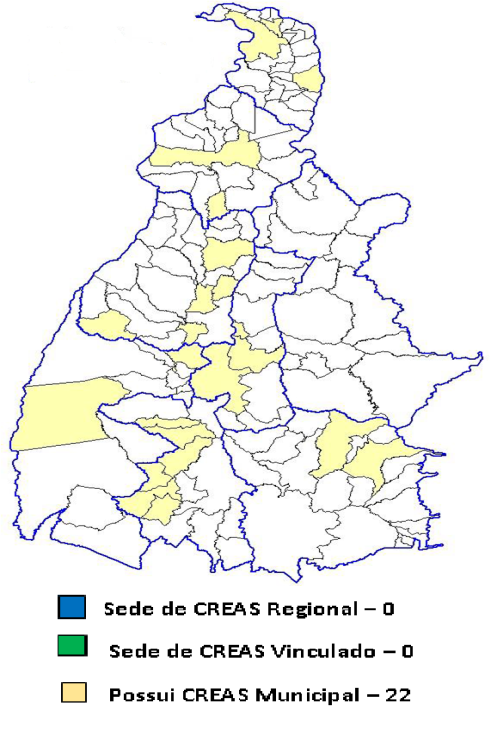 Sede de CREAS Regional – 0
Sede de CREAS Vinculado – 0
Possui CREAS Municipal – 22